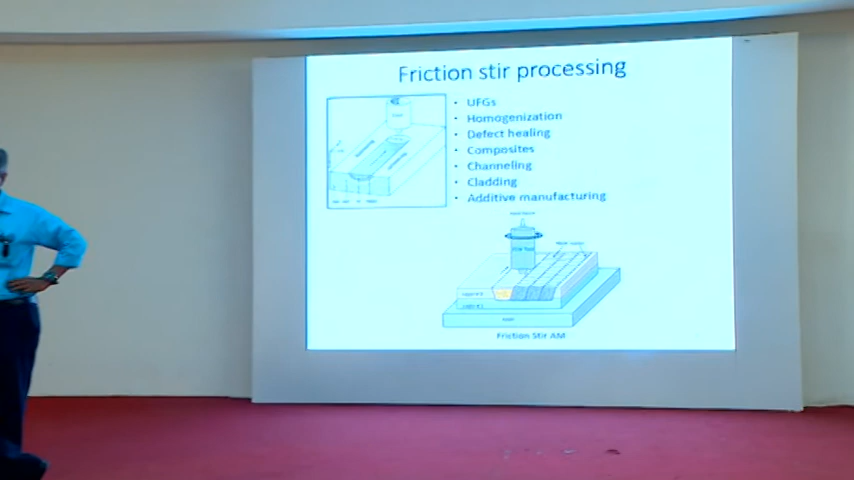 Friction stir processing
• UFGs
• Homogenization
• Defect healing
• Composites
• Channeling
• Cladding
• Additive manufacturing
Friction Stir AM